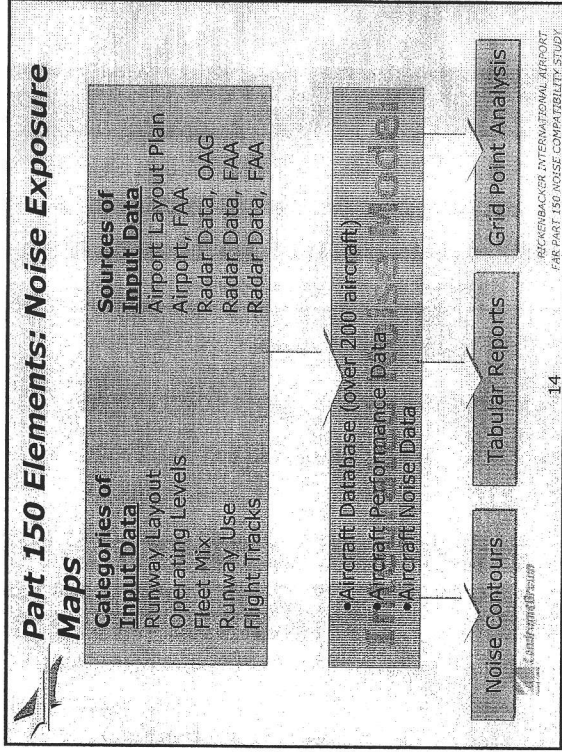 Part 150 Elements: Noise Exposure
Maps
Categories of
Input Data
Runway Layout
Operating Levels
Fleet Mix
Runway Use
Flight Tracks
Sources of
Input Data
Airport Layout Plan
Airport, FAA
Radar Data, OAG
Radar Data, FAA
Radar Data, FAA
•Aircraft Database (over 200 aircraft)
•Aircraft Performance Data
•Aircraft Noise Data
Noise Contours
Tabular Reports
Grid Point Analysis
14
RICKENBACKER INTERNATIONAL AIRPORT
FAR PART 150 NOISE COMPATIBILITY STUDY